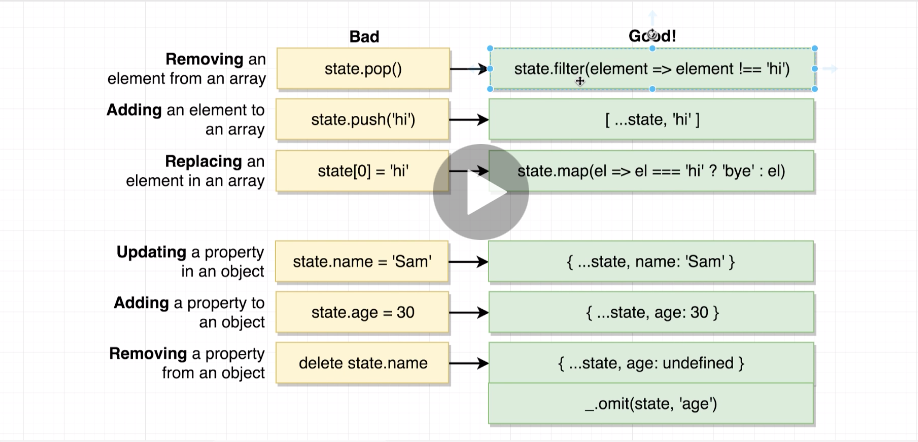 Bad
Good!
Removing an
element from an array
state.pop()
state.filter(element => element !== 'hi')
Adding an element to
an array
state.push('hi')
[ ...state, 'hi' ]
Replacing an
element in an array
state[0] = 'hi'
state.map(el => el === 'hi' ? 'bye' : el)
Updating a property
in an object
state.name = 'Sam'
{ ...state, name: 'Sam' }
Adding a property to
an object
state.age = 30
{ ...state, age: 30 }
Removing a property
from an object
delete state.name
{ ...state, age: undefined }
_.omit(state, 'age')